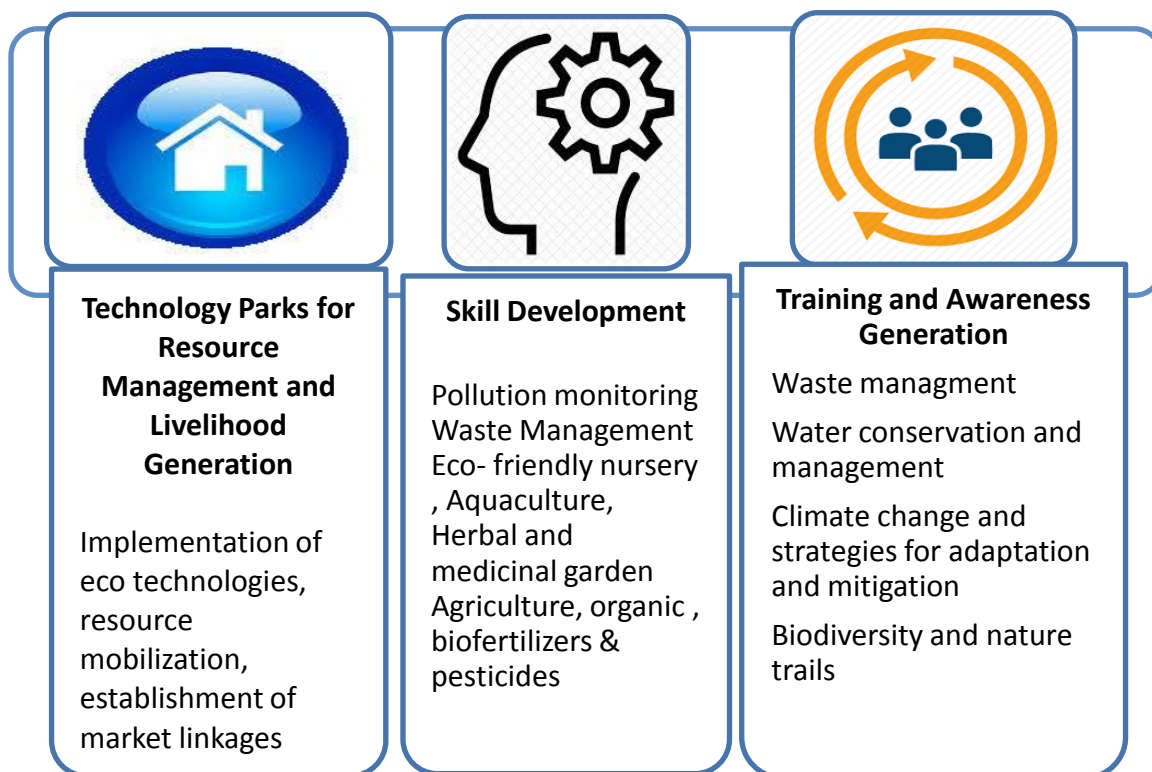 Technology Parks for
Resource
Management and
Livelihood
Generation
Implementation of
eco technologies,
resource
mobilization,
establishment of
market linkages
Skill Development
Pollution monitoring
Waste Management
Eco- friendly nursery
, Aquaculture,
Herbal and
medicinal garden
Agriculture, organic ,
biofertilizers &
pesticides
Training and Awareness
Generation
Waste managment
Water conservation and
management
Climate change and
strategies for adaptation
and mitigation
Biodiversity and nature
trails